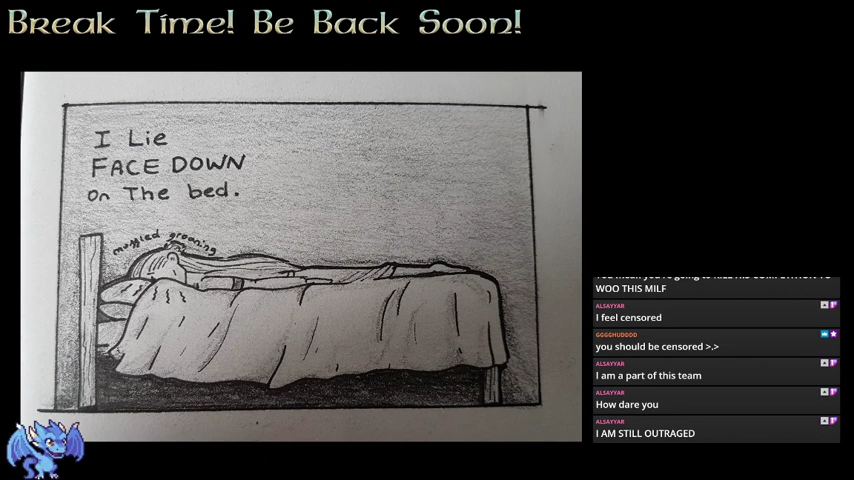 Break Time! Be Back Soon!
I Lie
FACE DOWN
On The bed.
muffled groaning
WOO THIS MILF
ALSAYYAR
I feel censored
GGGGHUDDDD
you should be censored >.>
ALSAYYAR
I am a part of this team
ALSAYYAR
How dare you
ALSAYYAR
I AM STILL OUTRAGED